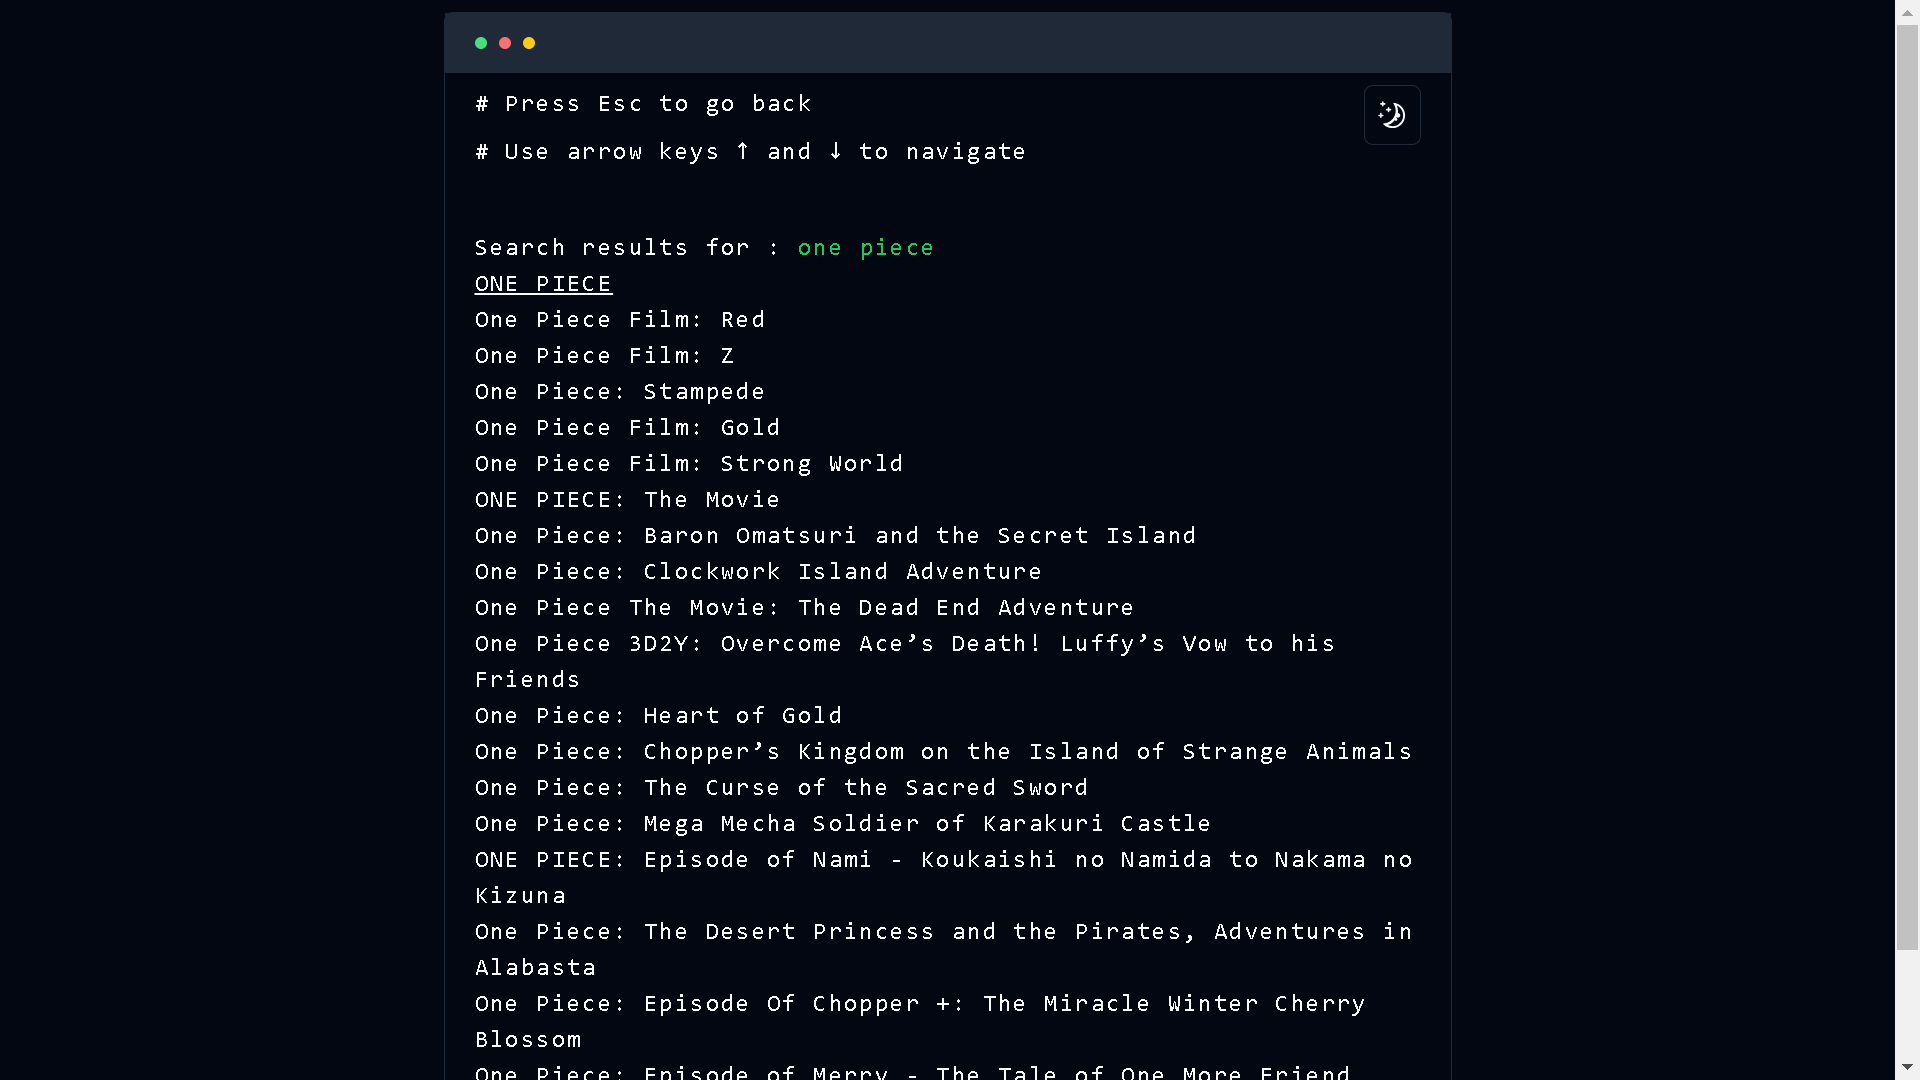 # Press Esc to go back
# Use arrow keys ↑ and ↓ to navigate
Search results for : one piece
ONE PIECE
One Piece Film: Red
One Piece Film: Z
One Piece: Stampede
One Piece Film: Gold
One Piece Film: Strong World
ONE PIECE: The Movie
One Piece: Baron Omatsuri and the Secret Island
One Piece: Clockwork Island Adventure
One Piece The Movie: The Dead End Adventure
One Piece 3D2Y: Overcome Ace’s Death! Luffy’s Vow to his
Friends
One Piece: Heart of Gold
One Piece: Chopper’s Kingdom on the Island of Strange Animals
One Piece: The Curse of the Sacred Sword
One Piece: Mega Mecha Soldier of Karakuri Castle
ONE PIECE: Episode of Nami - Koukaishi no Namida to Nakama no
Kizuna
One Piece: The Desert Princess and the Pirates, Adventures in
Alabasta
One Piece: Episode Of Chopper +: The Miracle Winter Cherry
Blossom
One Piece: Episode of Merry - The Tale of One More Friend